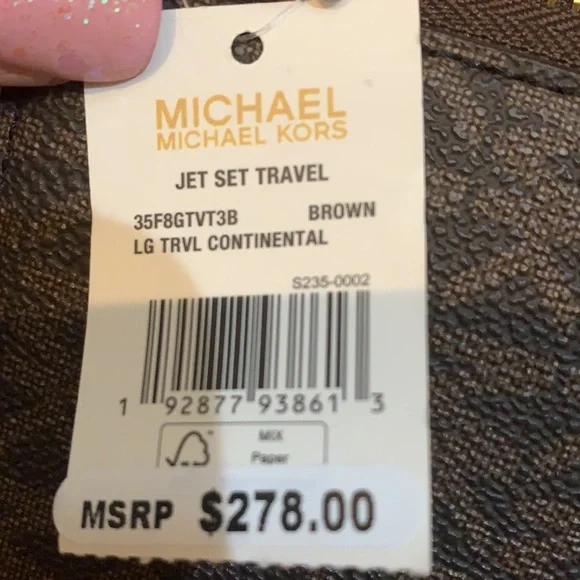 MICHAEL
MICHAEL KORS
JET SET TRAVEL
35F8GTVT3B BROWN
LG TRVL CONTINENTAL
S235-0002
1 92877 93861 3
MIX
Paper
MSRP $278.00